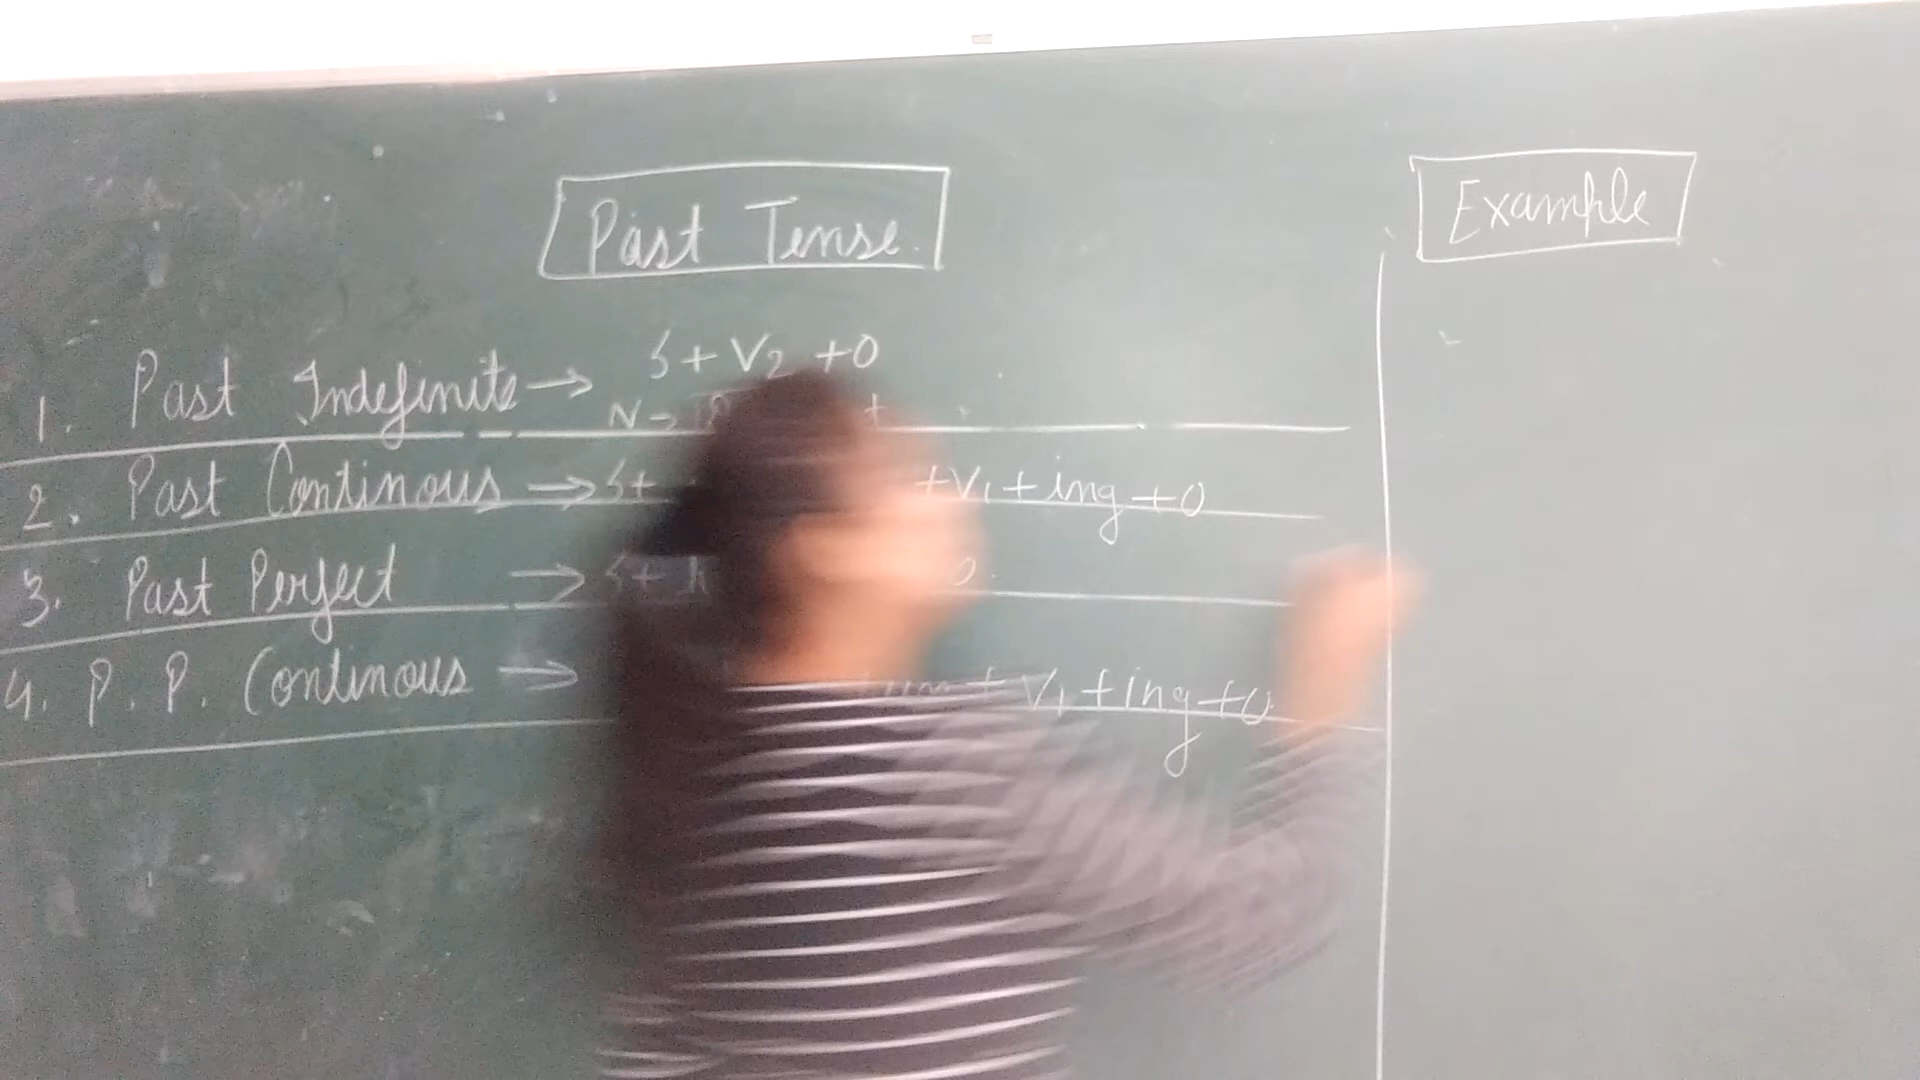 Past Tense.
Example
1. Past Indefinite → S + V2 + O
N →
2. Past Continous → S + + V1 + ing + O
3. Past Perfect → S + O.
4. P. P. Continous → + V1 + ing + O